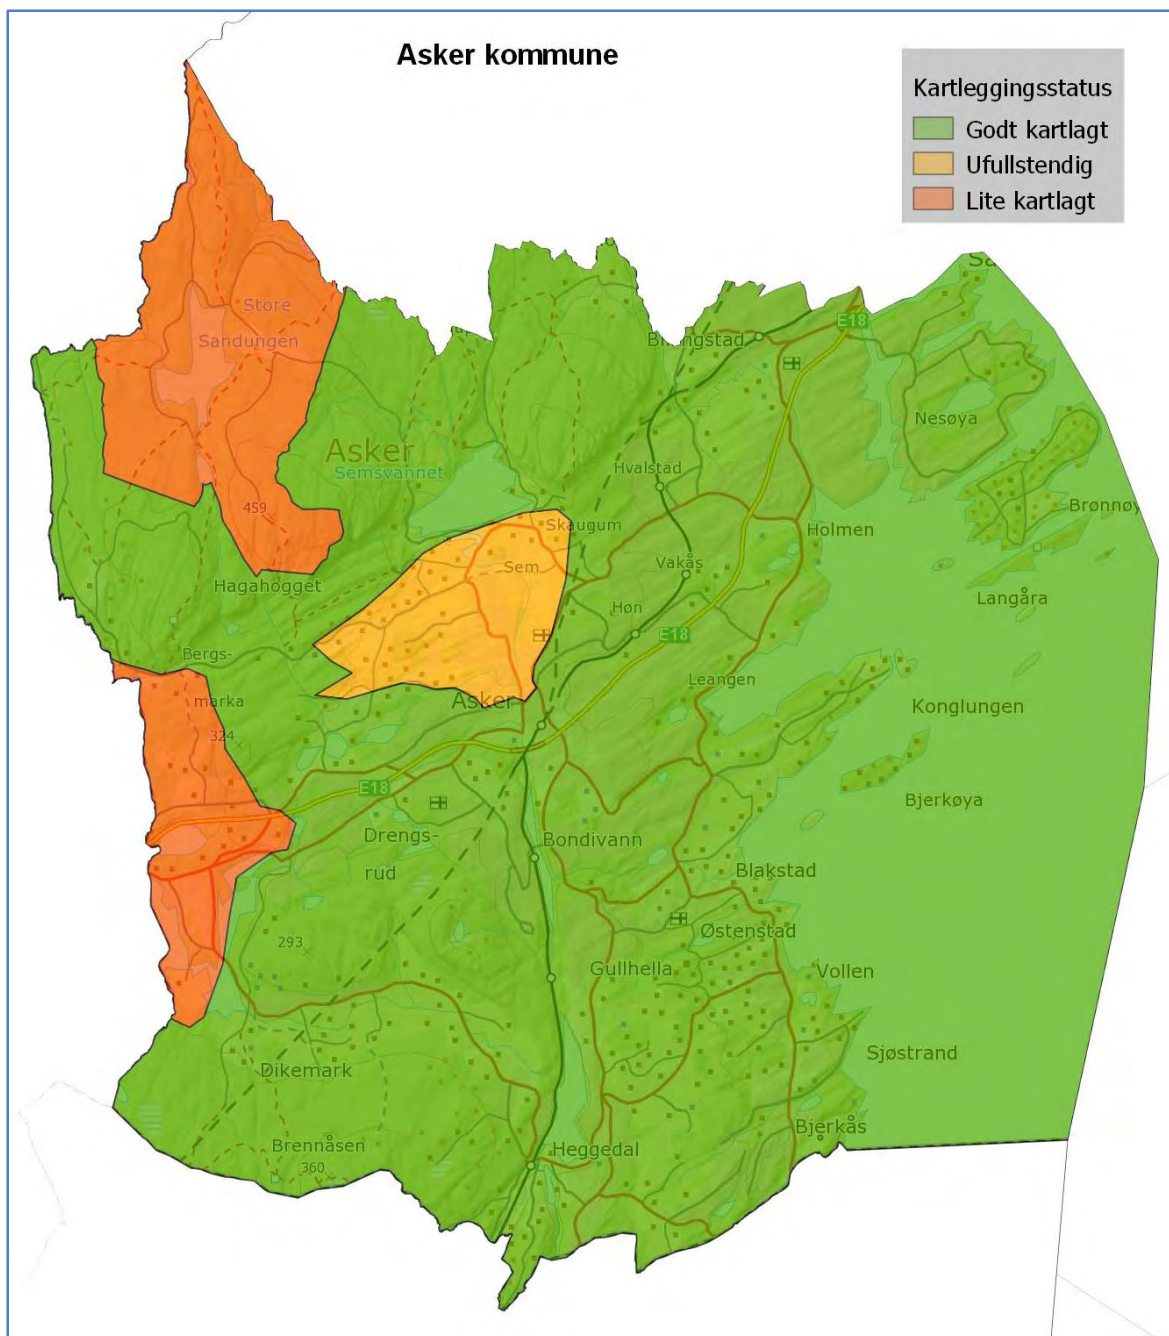 Asker kommune
Kartleggingsstatus
Godt kartlagt
Ufullstendig
Lite kartlagt
Store
Sandungen
E18
Nesøya
Asker
Semsvannet
Hvalstad
459
Skaugum
Holmen
Brønnøy
Sem
Vakås
Hagahogget
Langåra
Høn
E18
Bergs-
marka
Leangen
Asker
Konglungen
324
E18
Bjerkøya
Drengs-
rud
Bondivann
Blakstad
Østenstad
293
Gullhella
Vollen
Sjøstrand
Dikemark
Bjerkås
Brennåsen
Heggedal
360